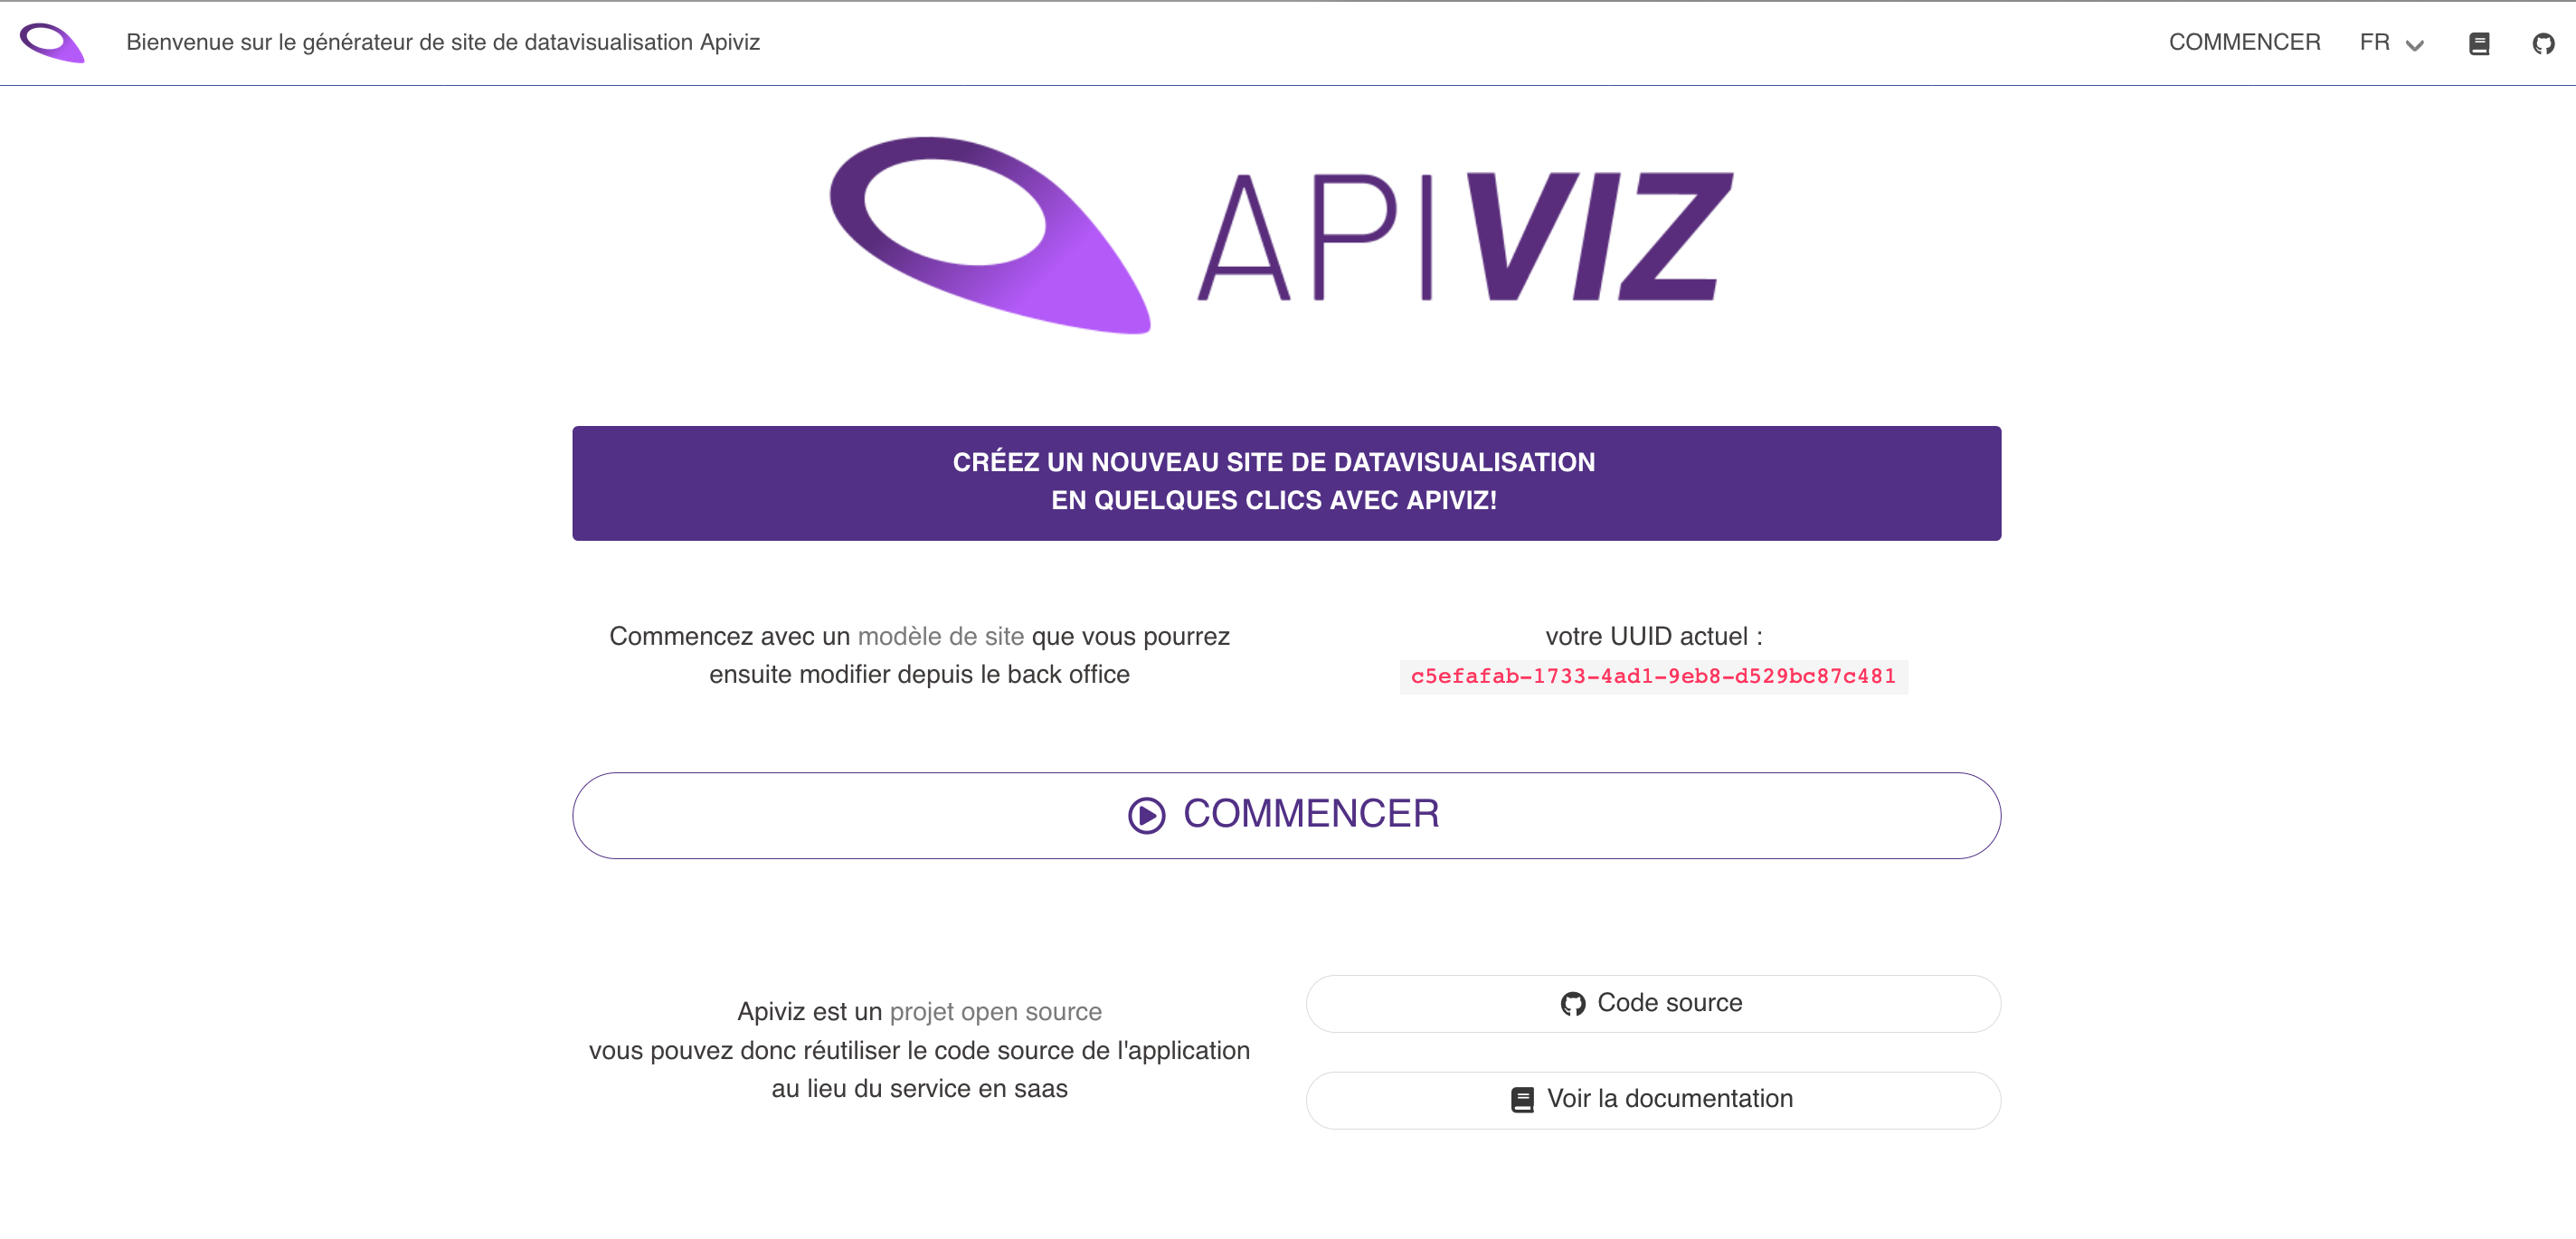 Bienvenue sur le générateur de site de datavisualisation Apiviz
COMMENCER
FR
APIVIZ
CRÉEZ UN NOUVEAU SITE DE DATAVISUALISATION
EN QUELQUES CLICS AVEC APIVIZ!
Commencez avec un modèle de site que vous pourrez
ensuite modifier depuis le back office
votre UUID actuel :
c5efafab-1733-4ad1-9eb8-d529bc87c481
COMMENCER
Apiviz est un projet open source
vous pouvez donc réutiliser le code source de l'application
au lieu du service en saas
Code source
Voir la documentation